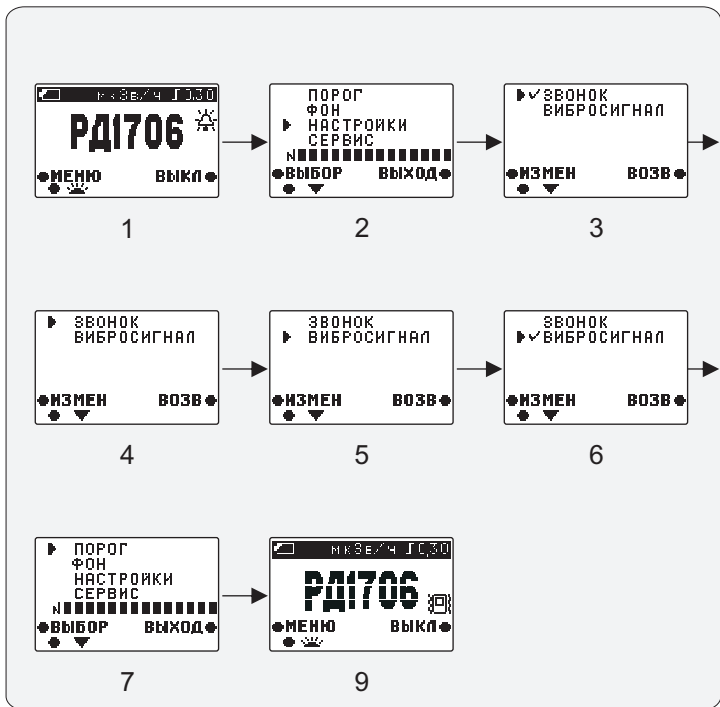 мкЗв/ч 0,30
РД1706
МЕНЮ ВЫКЛ
1
ПОРОГ
ФОН
НАСТРОЙКИ
СЕРВИС
N
ВЫБОР ВЫХОД
2
✓ЗВОНОК
ВИБРОСИГНАЛ
ИЗМЕН ВОЗВ
3
ЗВОНОК
ВИБРОСИГНАЛ
ИЗМЕН ВОЗВ
4
ЗВОНОК
ВИБРОСИГНАЛ
ИЗМЕН ВОЗВ
5
ЗВОНОК
✓ВИБРОСИГНАЛ
ИЗМЕН ВОЗВ
6
ПОРОГ
ФОН
НАСТРОЙКИ
СЕРВИС
N
ВЫБОР ВЫХОД
7
мкЗв/ч 0,30
РД1706
МЕНЮ ВЫКЛ
9